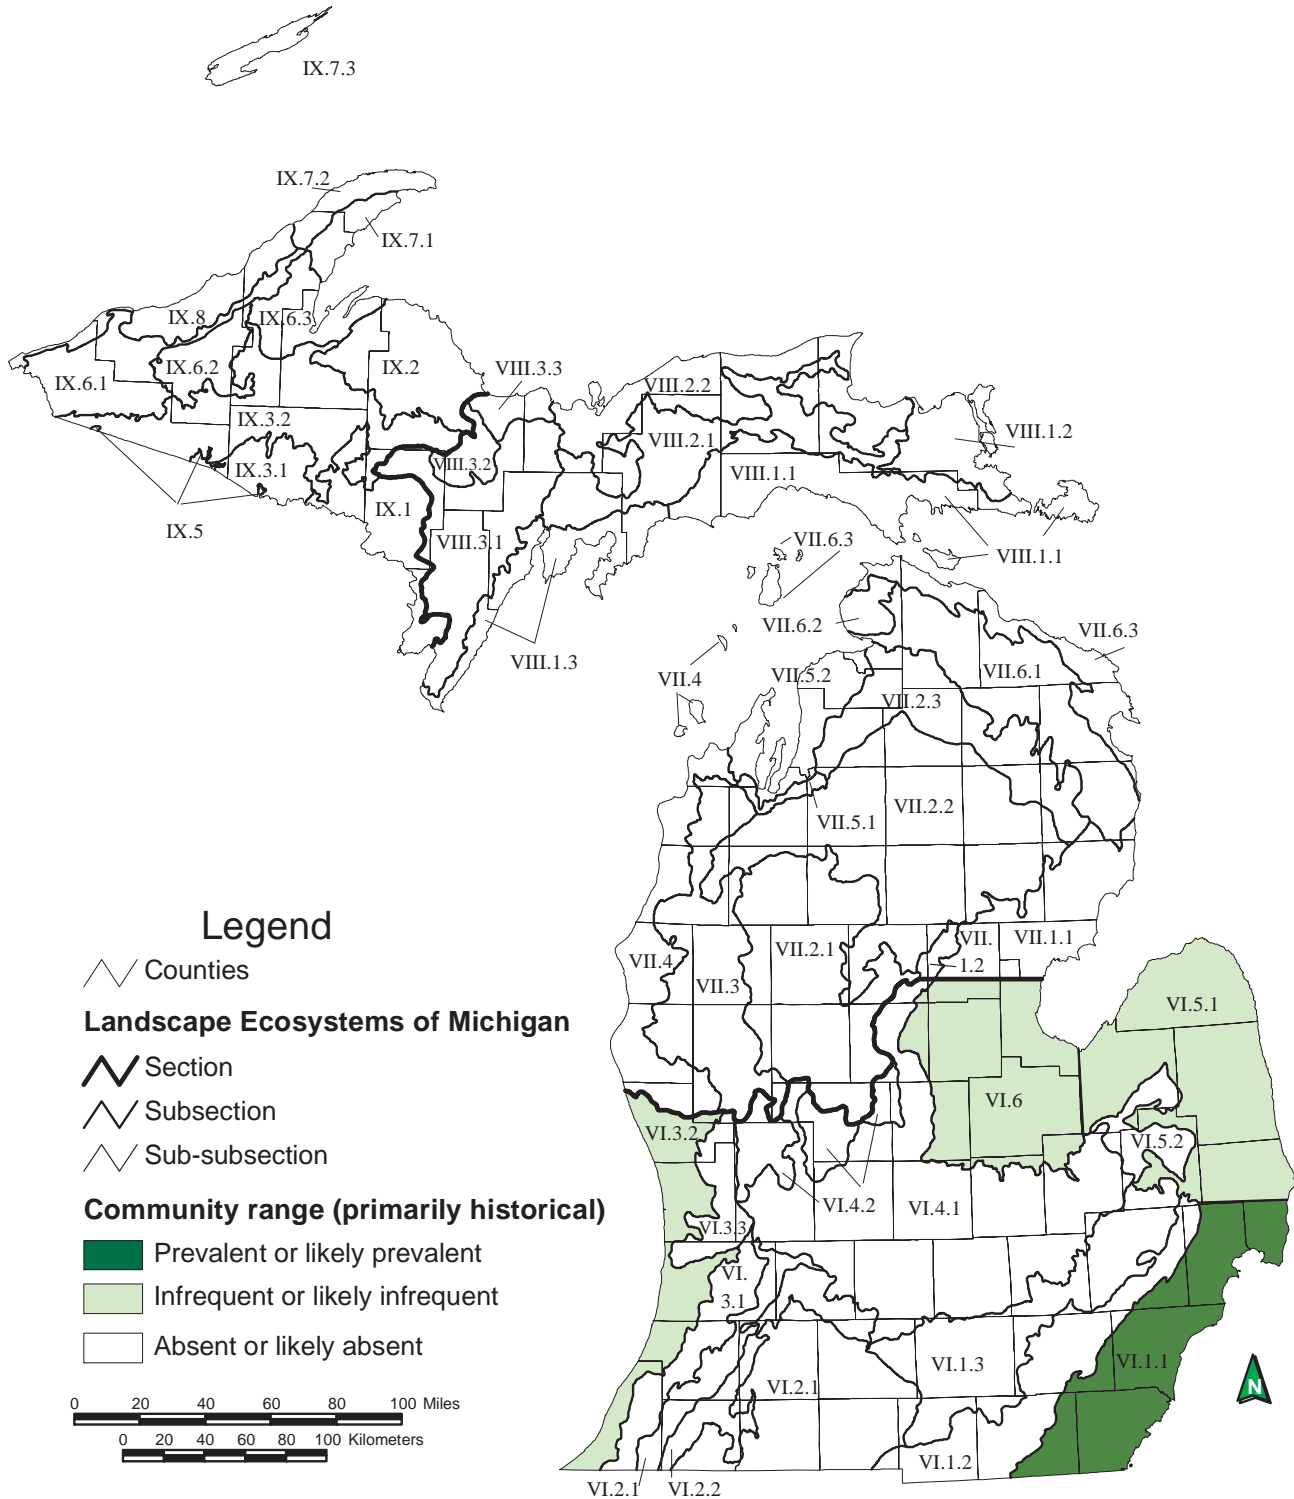 IX.7.3
IX.7.2
IX.7.1
IX.8
IX.6.3
IX.6.2
IX.2
IX.6.1
VIII.3.3
VIII.2.2
IX.3.2
VIII.2.1
VIII.1.2
IX.3.1
VIII.3.2
VIII.1.1
IX.1
IX.5
VIII.3.1
VII.6.3
VIII.1.1
VII.6.2
VII.6.3
VIII.1.3
VII.5.2
VII.6.1
VII.4
VII.2.3
VII.2.2
VII.5.1
VII.2.1
VII.
1.2
VII.1.1
VII.4
VII.3
VI.5.1
VI.6
VI.3.2
VI.5.2
VI.4.2
VI.4.1
VI.3.3
VI.
3.1
VI.1.3
VI.1.1
VI.2.1
VI.1.2
VI.2.1
VI.2.2
Legend
Counties
Landscape Ecosystems of Michigan
Section
Subsection
Sub-subsection
Community range (primarily historical)
Prevalent or likely prevalent
Infrequent or likely infrequent
Absent or likely absent
0 20 40 60 80 100 Miles
0 20 40 60 80 100 Kilometers
N